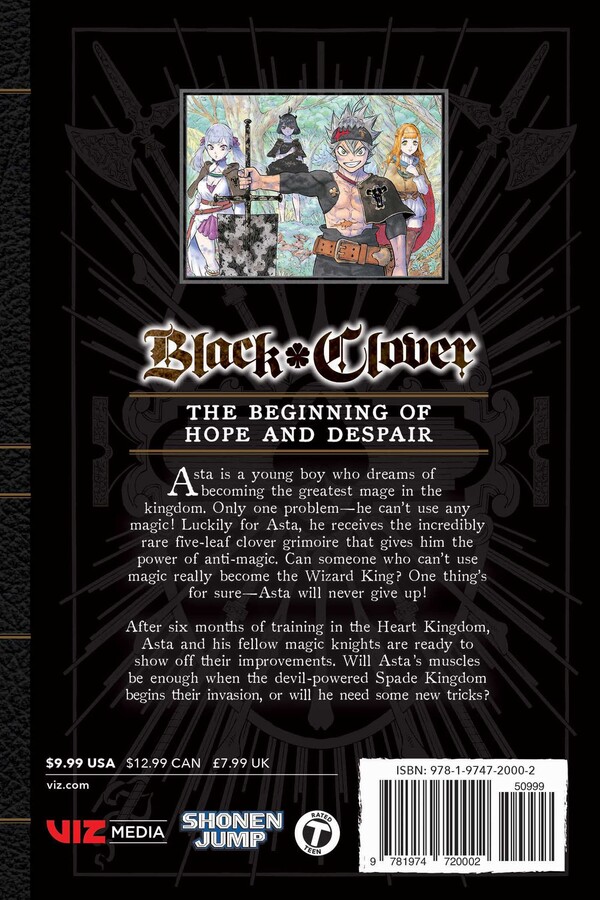 Black Clover
THE BEGINNING OF
HOPE AND DESPAIR
Asta is a young boy who dreams of
becoming the greatest mage in the
kingdom. Only one problem—he can't use any
magic! Luckily for Asta, he receives the incredibly
rare five-leaf clover grimoire that gives him the
power of anti-magic. Can someone who can't use
magic really become the Wizard King? One thing's
for sure—Asta will never give up!
After six months of training in the Heart Kingdom,
Asta and his fellow magic knights are ready to
show off their improvements. Will Asta's muscles
be enough when the devil-powered Spade Kingdom
begins their invasion, or will he need some new tricks?
$9.99 USA $12.99 CAN £7.99 UK
viz.com
VIZ MEDIA
SHONEN
JUMP
RATED
T
TEEN
ISBN: 978-1-9747-2000-2
50999
9 781974 720002